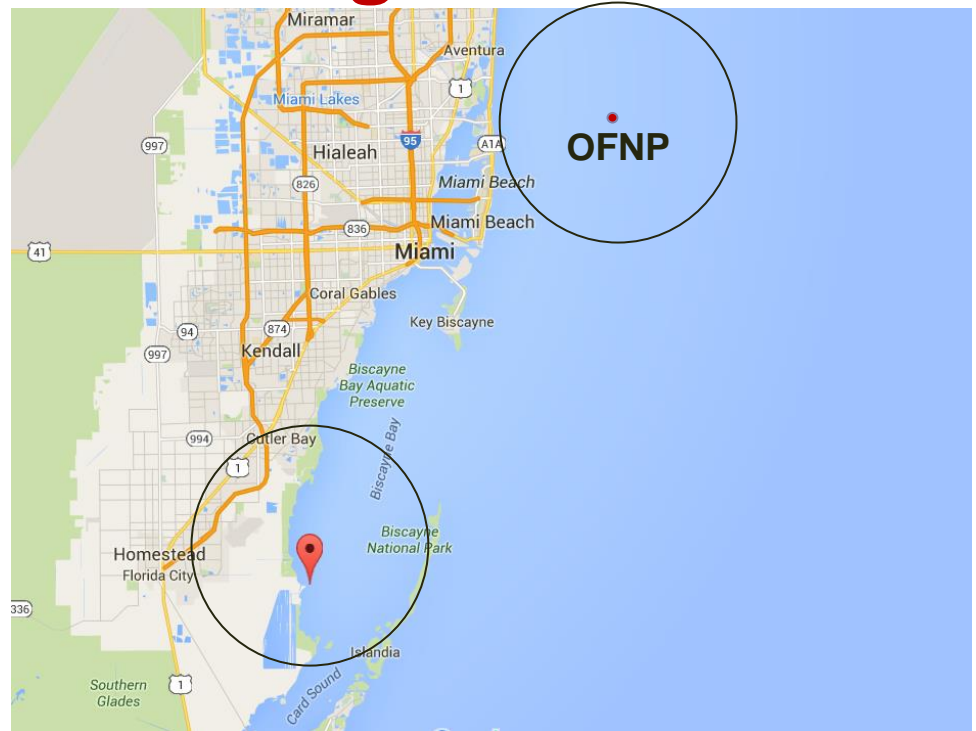 Miramar
Aventura
1
Miami Lakes
997
95
A1A
OFNP
Hialeah
826
Miami Beach
836
Miami Beach
41
Miami
Coral Gables
Key Biscayne
94
874
997
Kendall
Biscayne
Bay Aquatic
Preserve
994
Cutler Bay
1
Biscayne Bay
Biscayne
National Park
Homestead
Florida City
336
Islandia
Southern
Glades
1
Card Sound